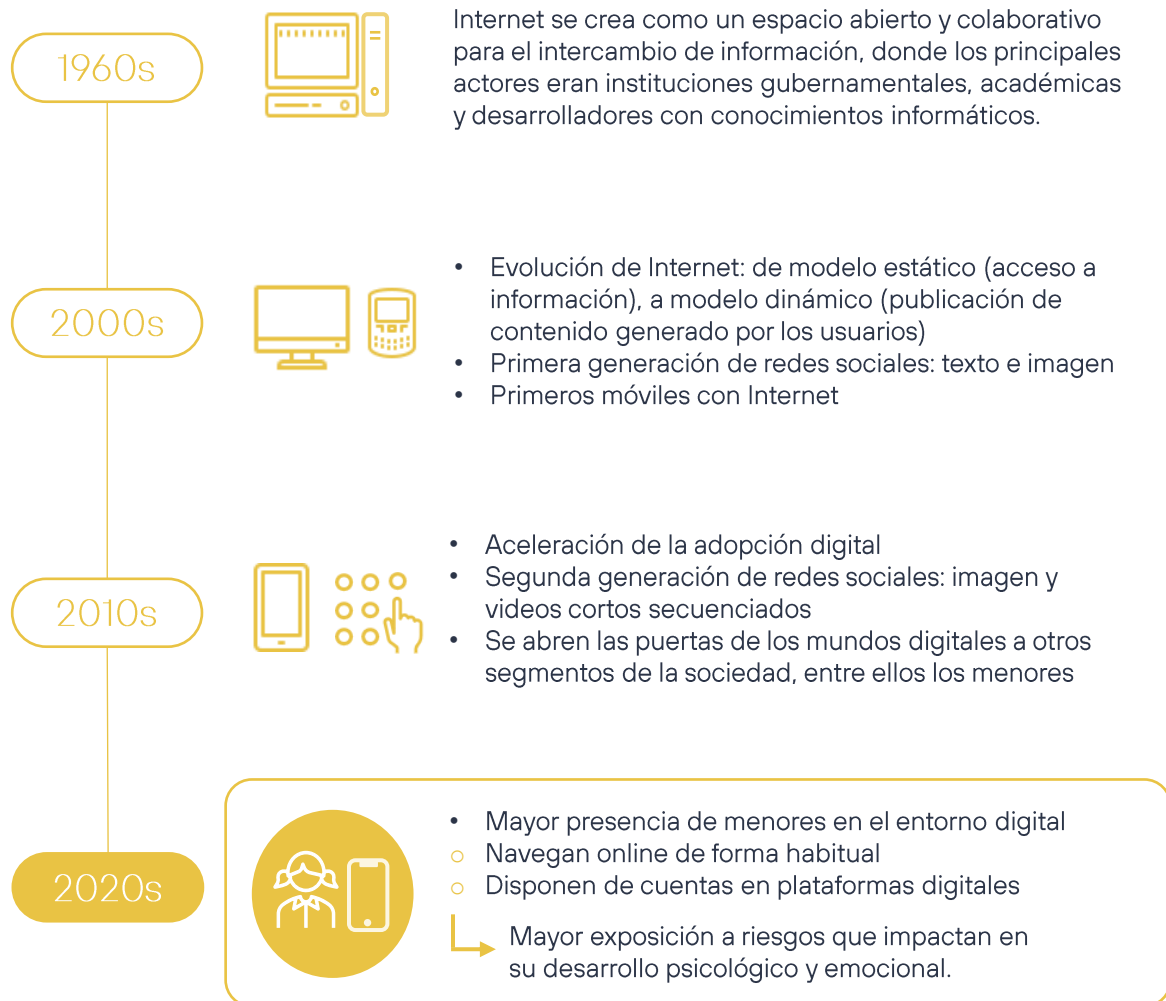 1960s
Internet se crea como un espacio abierto y colaborativo
para el intercambio de información, donde los principales
actores eran instituciones gubernamentales, académicas
y desarrolladores con conocimientos informáticos.
2000s
• Evolución de Internet: de modelo estático (acceso a
información), a modelo dinámico (publicación de
contenido generado por los usuarios)
• Primera generación de redes sociales: texto e imagen
• Primeros móviles con Internet
2010s
• Aceleración de la adopción digital
• Segunda generación de redes sociales: imagen y
videos cortos secuenciados
• Se abren las puertas de los mundos digitales a otros
segmentos de la sociedad, entre ellos los menores
2020s
• Mayor presencia de menores en el entorno digital
○ Navegan online de forma habitual
○ Disponen de cuentas en plataformas digitales
Mayor exposición a riesgos que impactan en
su desarrollo psicológico y emocional.